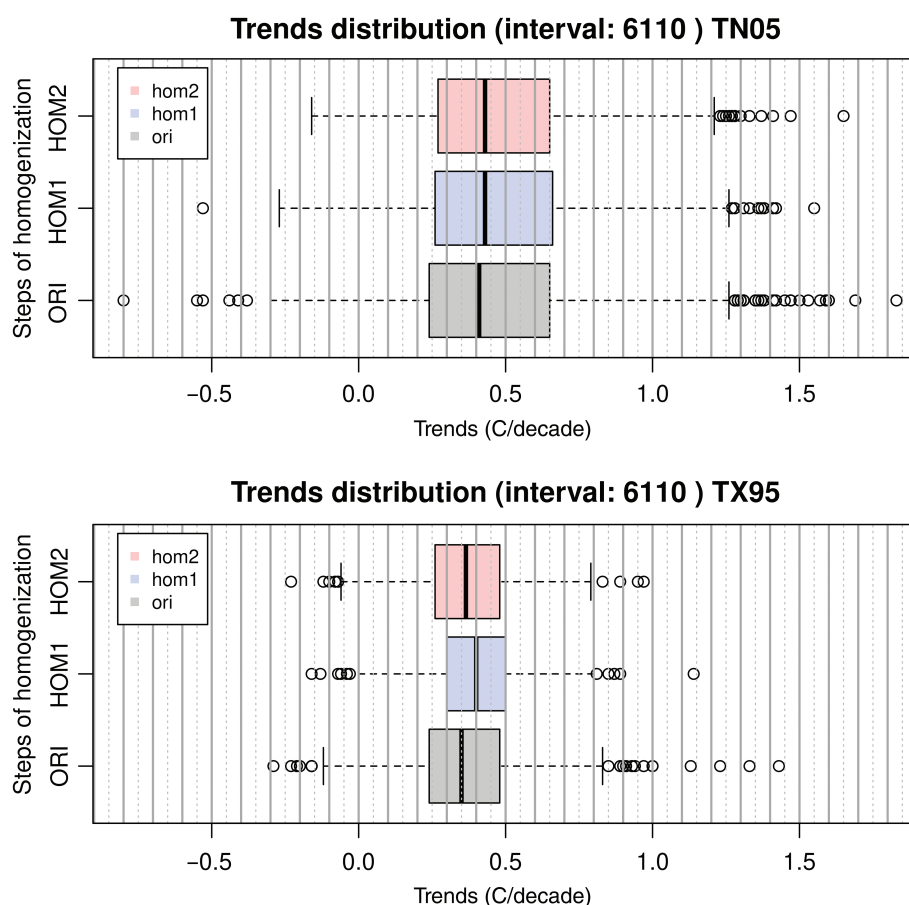 Trends distribution (interval: 6110 ) TN05
Steps of homogenization
HOM2
HOM1
ORI
hom2
hom1
ori
−0.5 0.0 0.5 1.0 1.5
Trends (C/decade)
Trends distribution (interval: 6110 ) TX95
Steps of homogenization
HOM2
HOM1
ORI
hom2
hom1
ori
−0.5 0.0 0.5 1.0 1.5
Trends (C/decade)